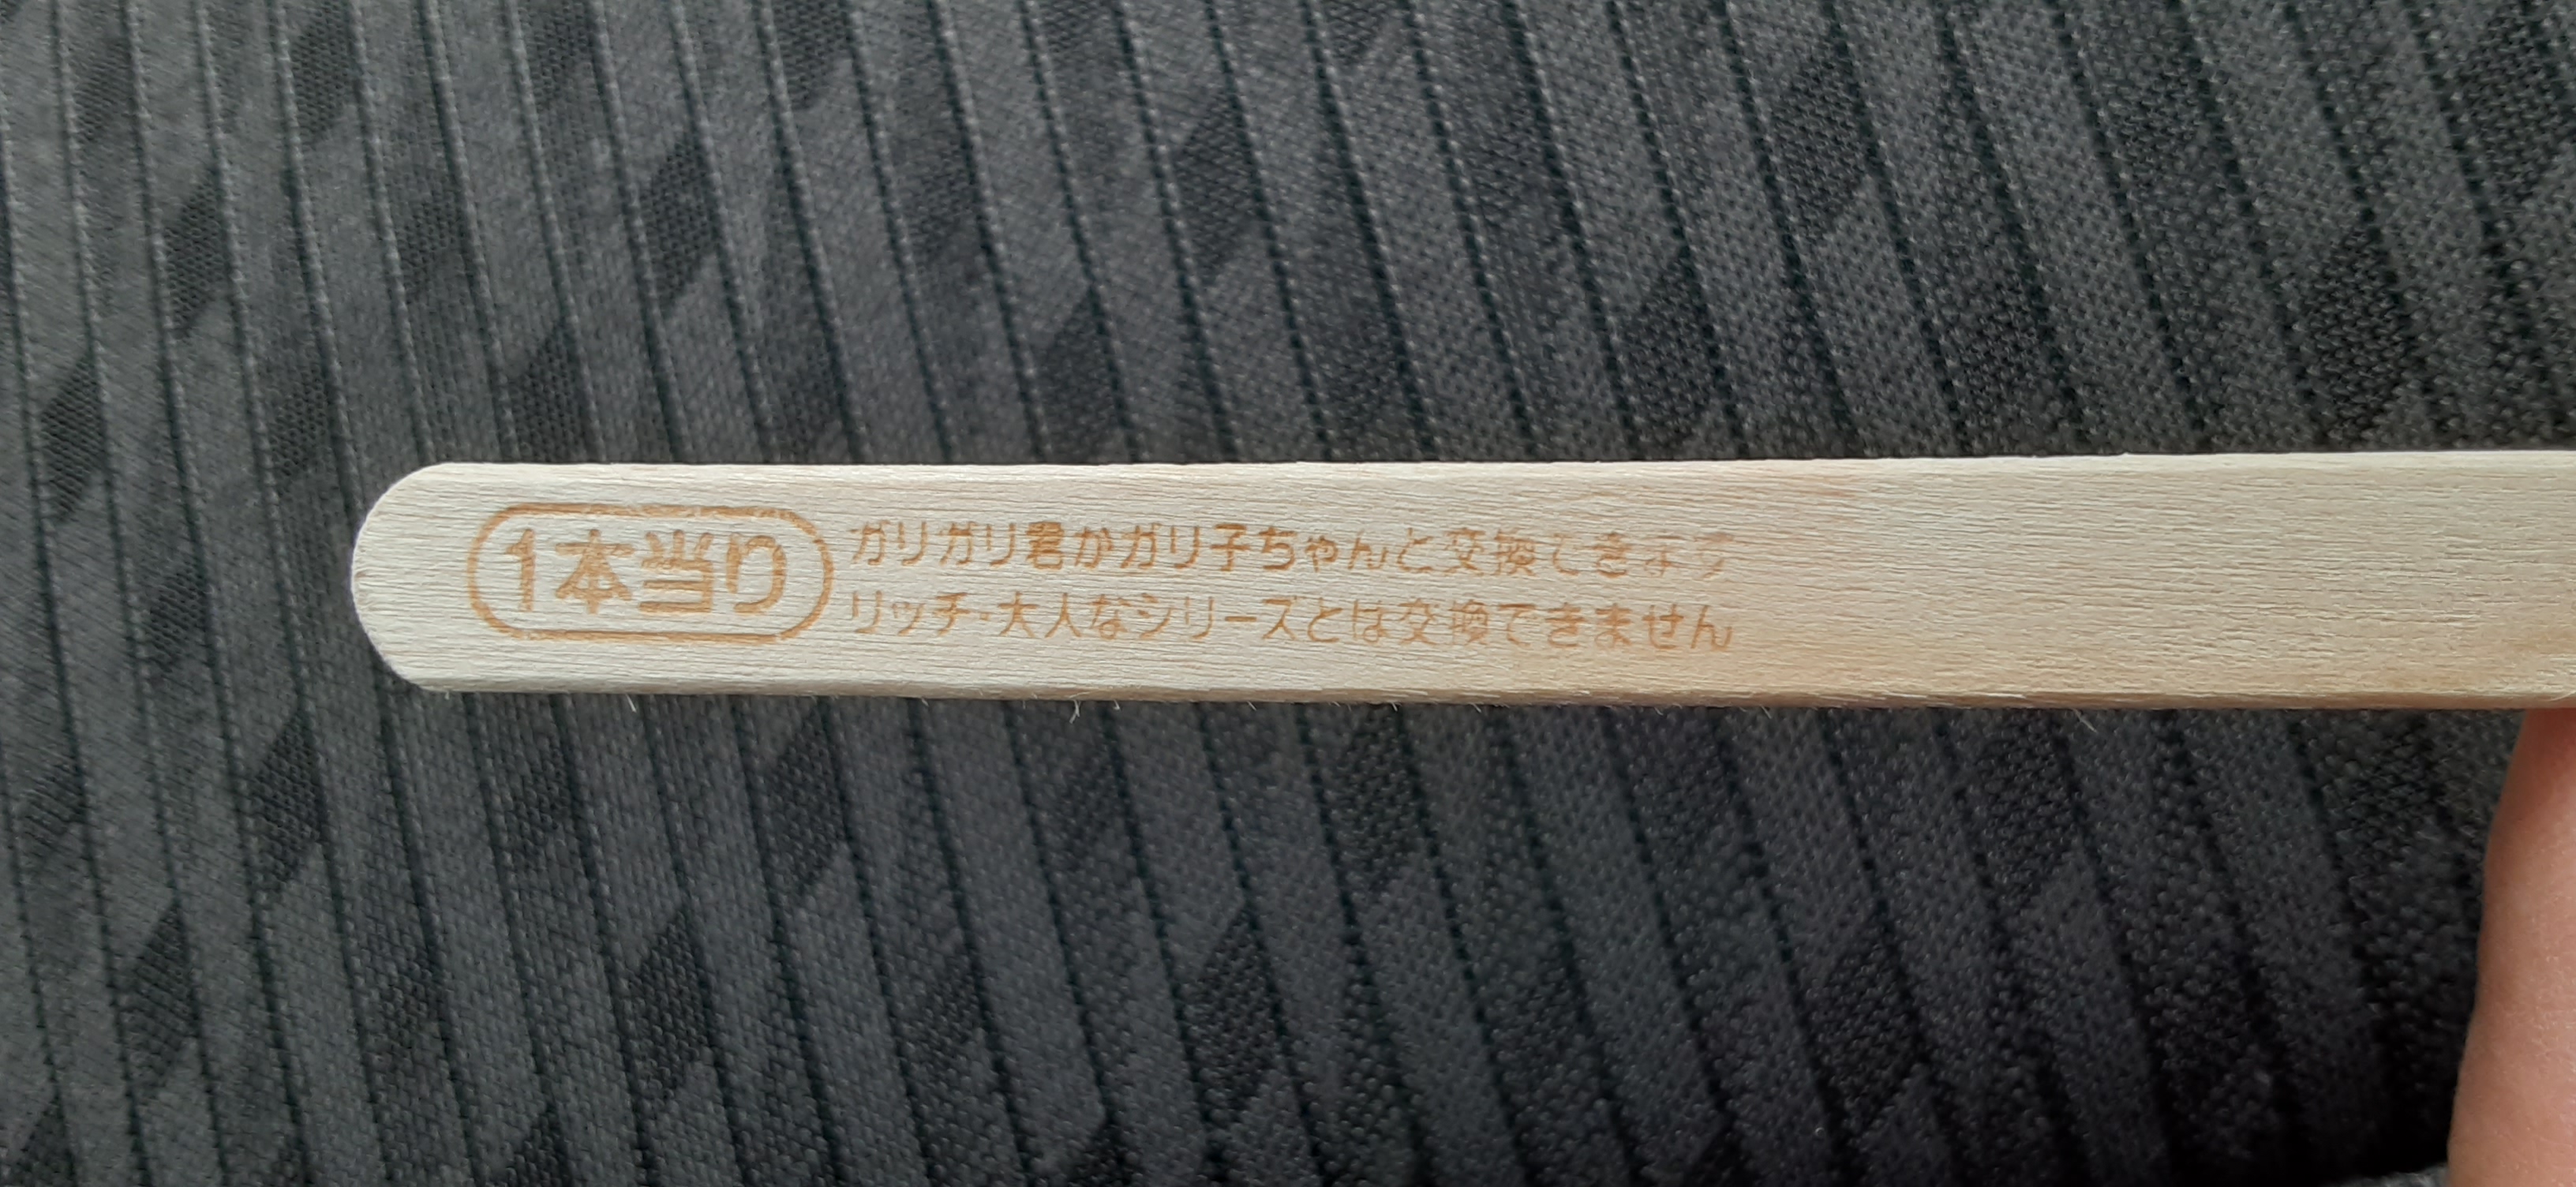 1本当り
ガリガリ君かガリ子ちゃんと交換できます
リッチ・大人なシリーズとは交換できません